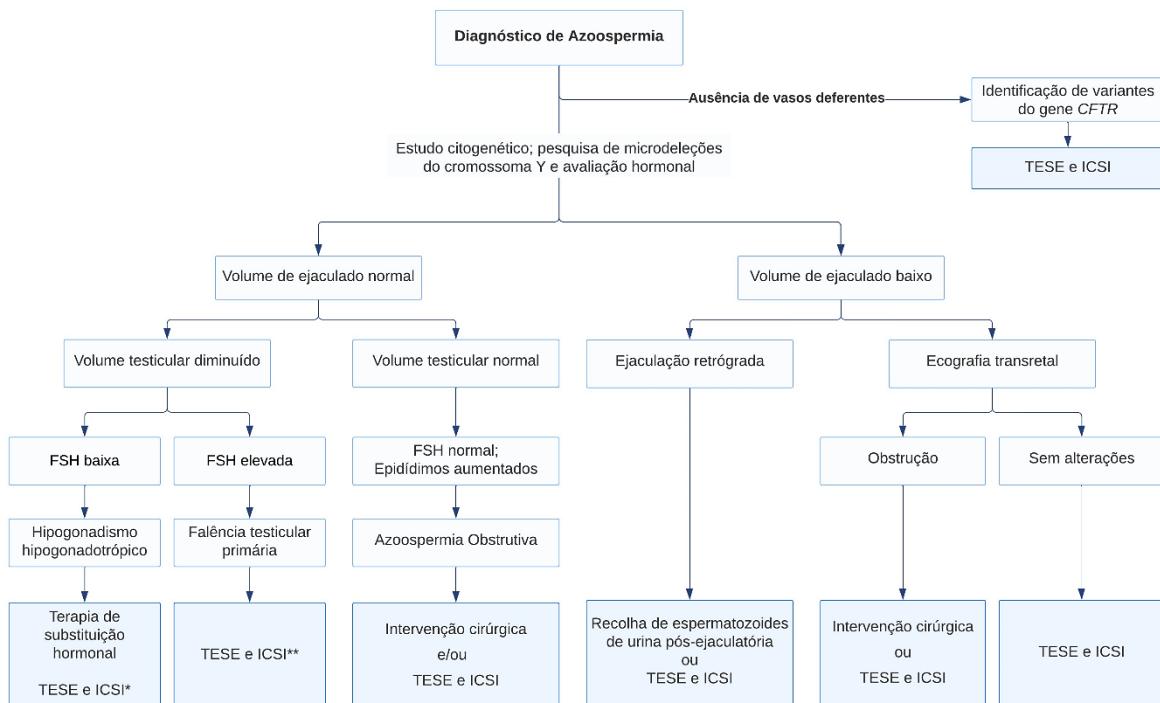 Diagnóstico de Azoospermia
Ausência de vasos deferentes
Identificação de variantes
do gene CFTR
TESE e ICSI
Estudo citogenético; pesquisa de microdeleções
do cromossoma Y e avaliação hormonal
Volume de ejaculado normal
Volume de ejaculado baixo
Volume testicular diminuído
Volume testicular normal
Ejaculação retrógrada
Ecografia transretal
FSH baixa
FSH elevada
FSH normal;
Epidídimos aumentados
Obstrução
Sem alterações
Hipogonadismo
hipogonadotrópico
Falência testicular
primária
Azoospermia Obstrutiva
Terapia de
substituição
hormonal
TESE e ICSI*
TESE e ICSI**
Intervenção cirúrgica
e/ou
TESE e ICSI
Recolha de espermatozoides
de urina pós-ejaculatória
ou
TESE e ICSI
Intervenção cirúrgica
ou
TESE e ICSI
TESE e ICSI